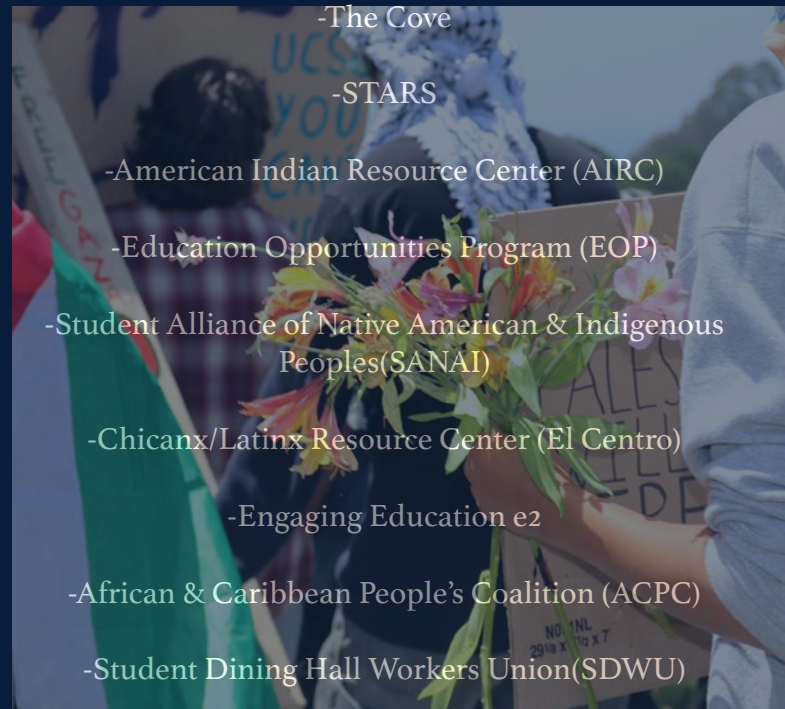 -The Cove
UCS
YOU
-STARS
-American Indian Resource Center (AIRC)
-Education Opportunities Program (EOP)
-Student Alliance of Native American & Indigenous
Peoples(SANAI)
-Chicanx/Latinx Resource Center (El Centro)
-Engaging Education e2
-African & Caribbean People’s Coalition (ACPC)
-Student Dining Hall Workers Union(SDWU)